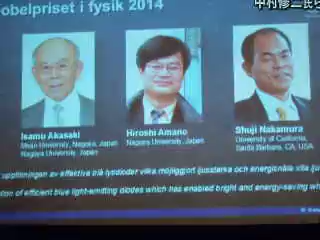 中村修二氏ら
obelpriset i fysik 2014
Isamu Akasaki
Meijo University, Nagoya, Japan
Nagoya University, Japan
Hiroshi Amano
Nagoya University, Japan
Shuji Nakamura
University of California,
Santa Barbara, CA, USA
uppfinningen av effektiva blå lysdioder vilka möjliggjort ljusstarka och energisnåla vita lju
tion of efficient blue light-emitting diodes which has enabled bright and energy-saving whi